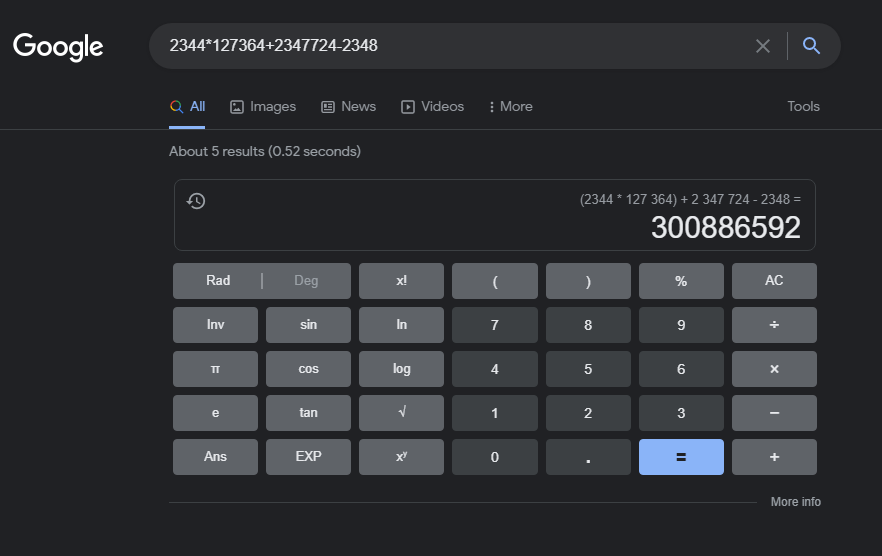 Google
2344*127364+2347724-2348
All Images News Videos More Tools
About 5 results (0.52 seconds)
(2344 * 127 364) + 2 347 724 - 2348 =
300886592
Rad | Deg x! ( ) % AC
Inv sin ln 7 8 9 ÷
π cos log 4 5 6 ×
e tan √ 1 2 3 −
Ans EXP xʸ 0 . = +
More info